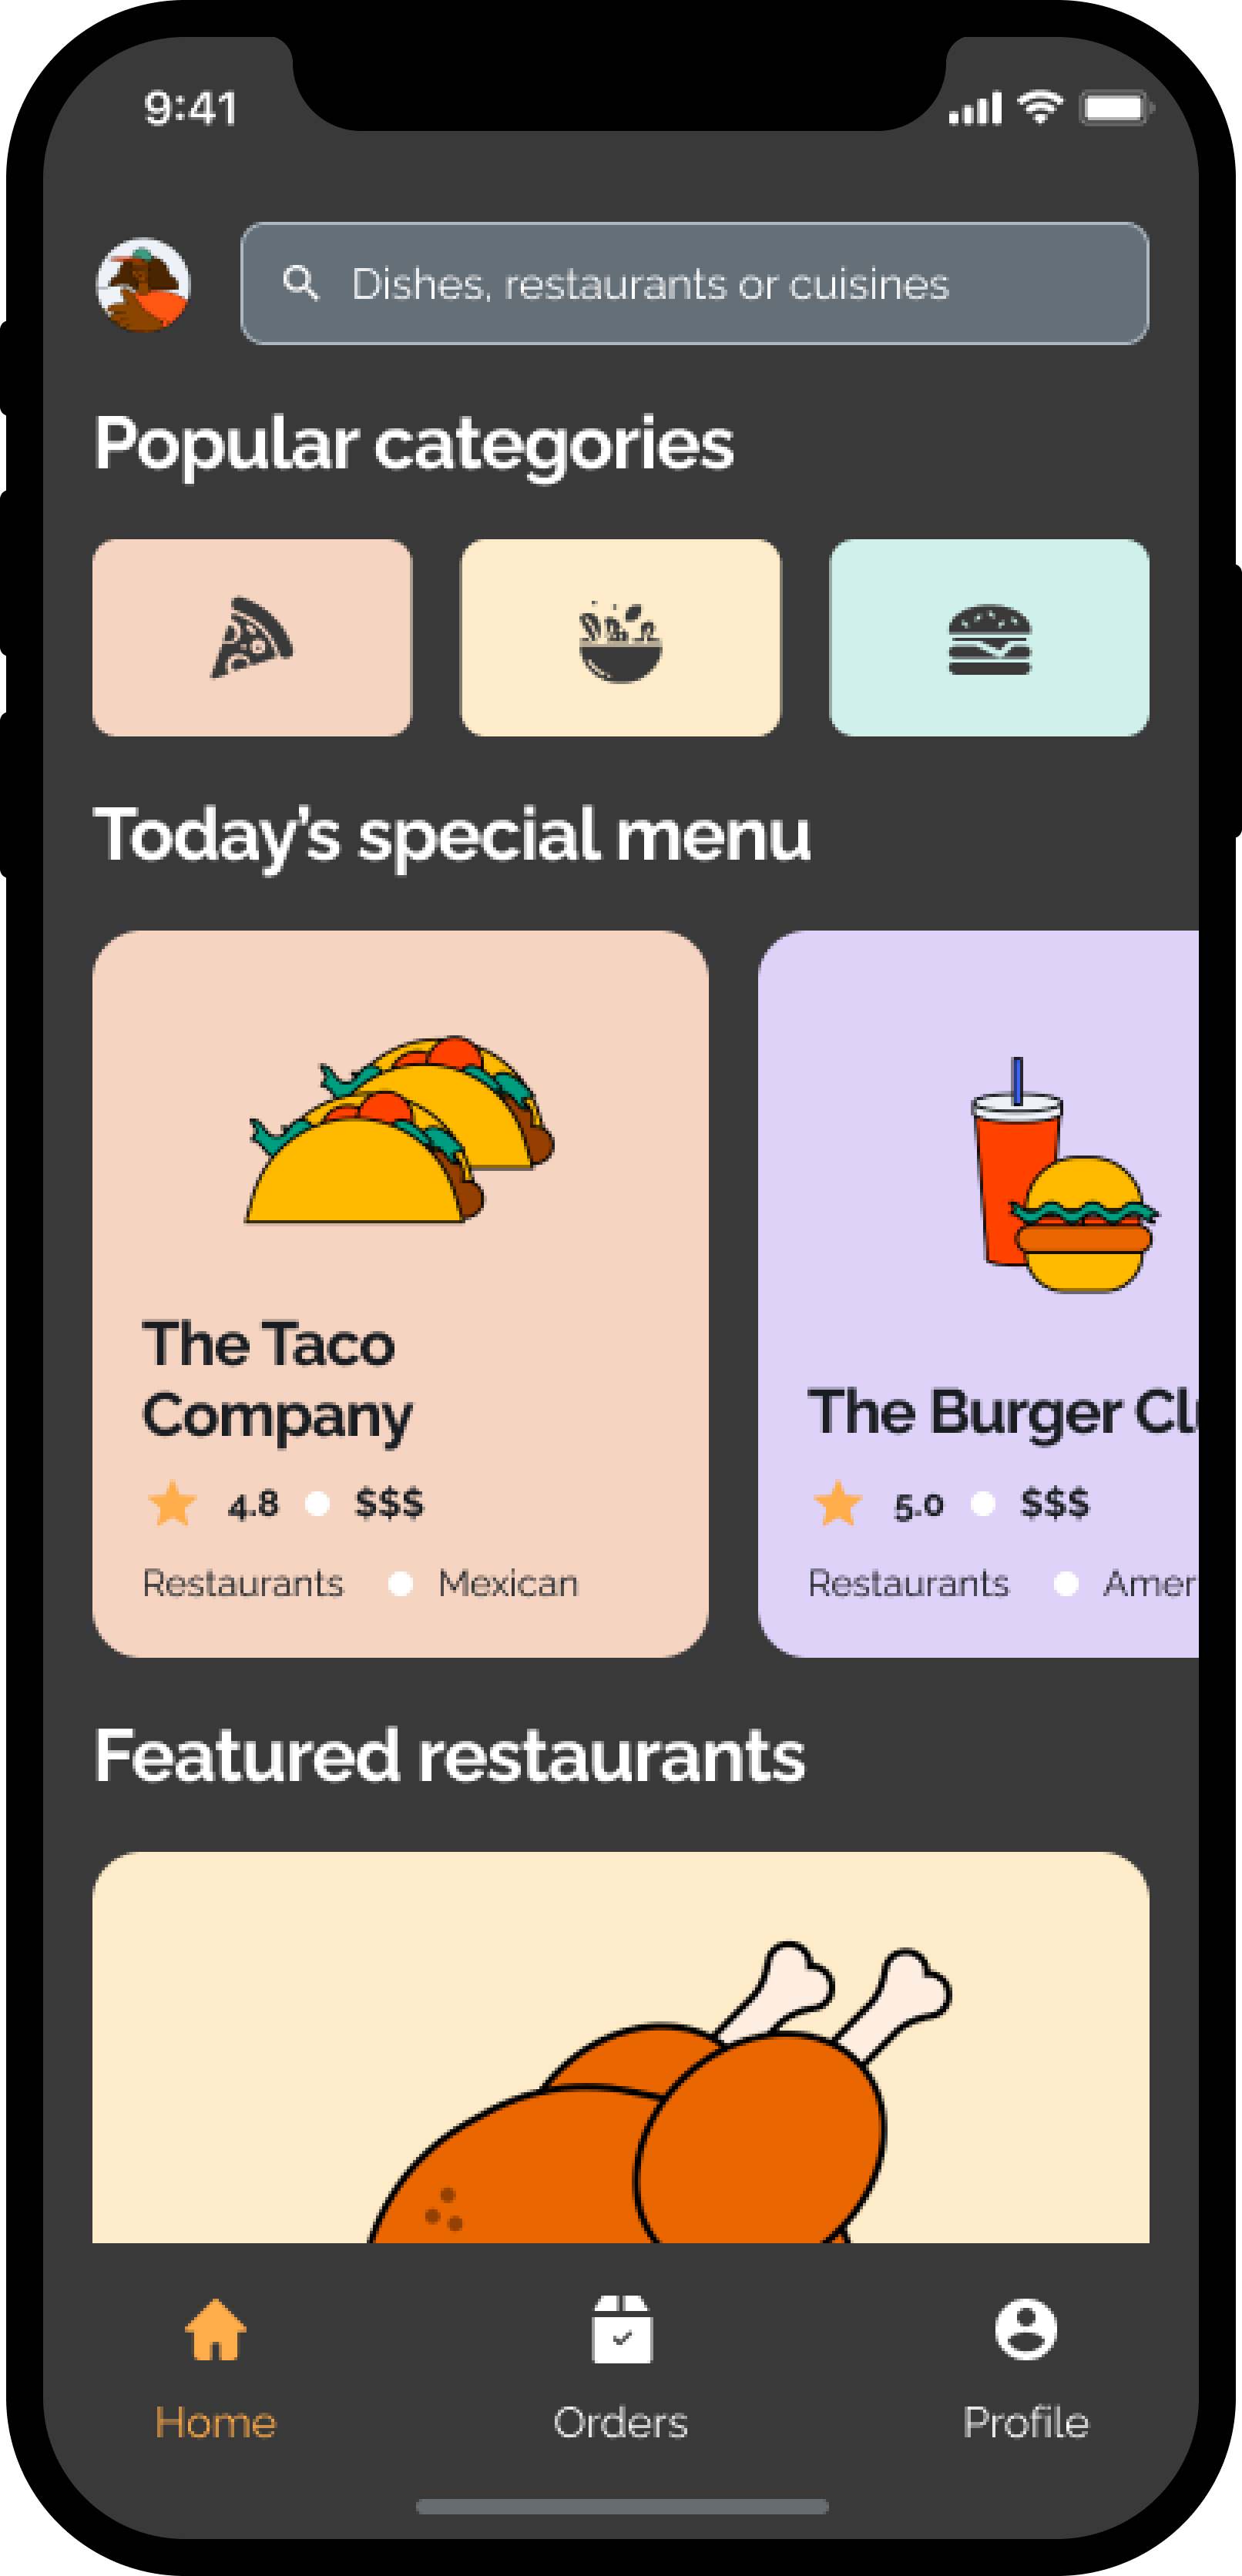 9:41
Dishes, restaurants or cuisines
Popular categories
Today’s special menu
The Taco
Company
4.8 $$$
Restaurants Mexican
The Burger Cl
5.0 $$$
Restaurants Amer
Featured restaurants
Home
Orders
Profile